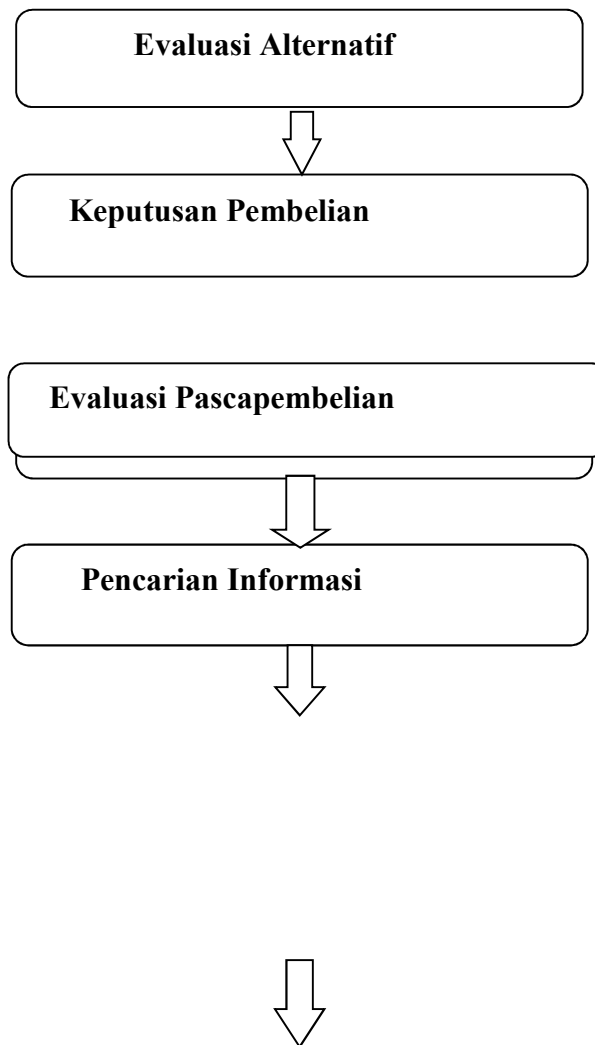 Evaluasi Alternatif
Keputusan Pembelian
Evaluasi Pascapembelian
Pencarian Informasi